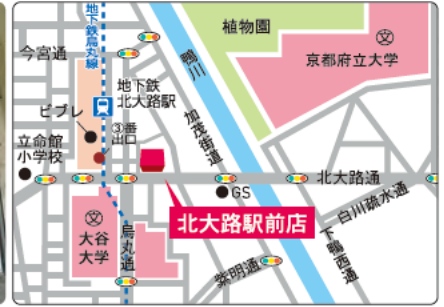 地下鉄烏丸線
植物園
今宮通
鴨川
京都府立大学
地下鉄
北大路駅
ビブレ
③番
出口
加茂街道
立命館
小学校
北大路通
GS
北大路駅前店
白川疏水通
大谷
大学
烏丸通
下鴨西通
紫明通